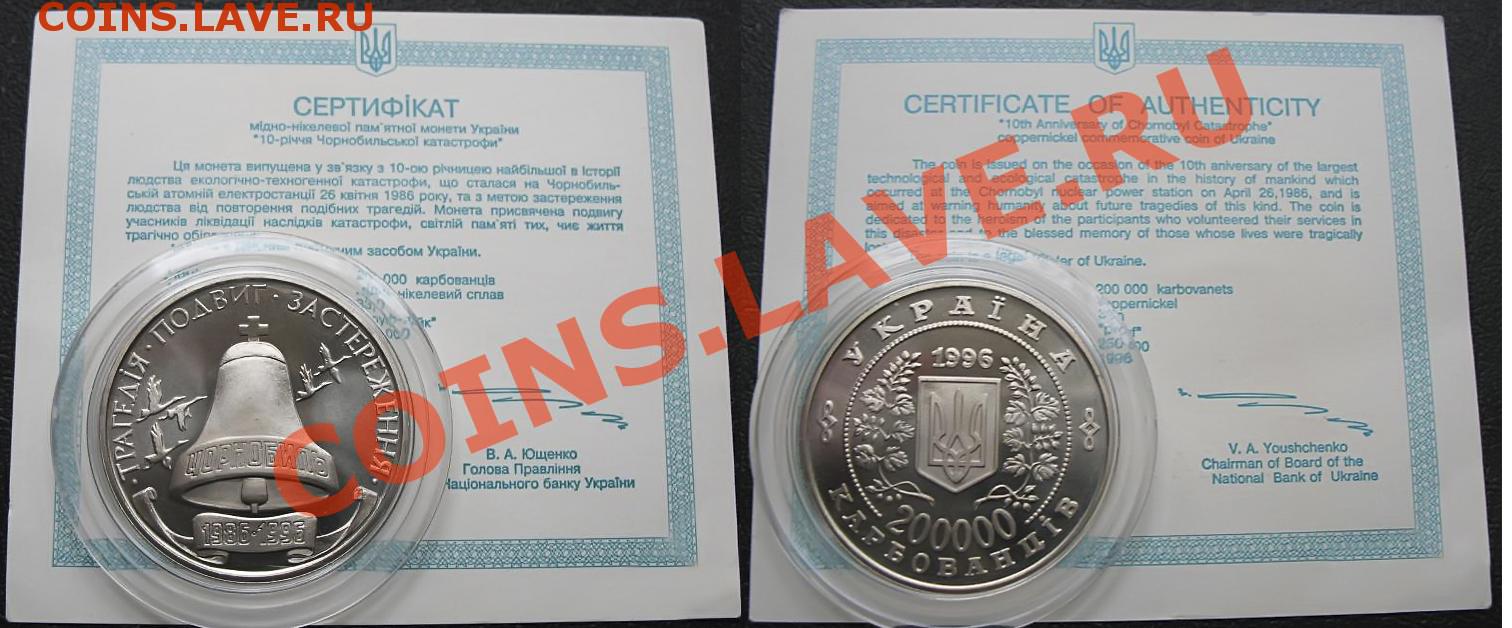 COINS.LAVE.RU
СЕРТИФІКАТ
мідно-нікелевої пам´ятної монети України
"10-річчя Чорнобильської катастрофи"
Ця монета випущена у зв´язку з 10-ою річницею найбільшої в історії
людства екологічно-техногенної катастрофи, що сталася на Чорнобиль-
ській атомній електростанції 26 квітня 1986 року, та з метою застереження
людства від повторення подібних трагедій. Монета присвячена подвигу
учасників ліквідації наслідків катастрофи, світлій пам´яті тих, чиє життя
трагічно
засобом України.
000 карбованців
нікелевий сплав
000
В. А. Ющенко
Голова Правління
Національного банку України
ТРАГЕДІЯ · ПОДВИГ · ЗАСТЕРЕЖЕННЯ
ЧОРНОБИЛЬ
1986·1996
CERTIFICATE OF AUTHENTICITY
"10th Anniversary of Chornobyl Catastrophe"
coppernickel commemorative coin of Ukraine
The coin is issued on the occasion of the 10th aniversary of the largest
technological and ecological catastrophe in the history of mankind which
occurred at the Chornobyl nuclear power station on April 26,1986, and is
aimed at warning humanity about future tragedies of this kind. The coin is
dedicated to the heroism of the participants who volunteered their services in
this disaster and to the blessed memory of those whose lives were tragically
is a legal of Ukraine.
200 000 karbovanets
coppernickel
"proof"
250 000
1996
V. A. Youshchenko
Chairman of Board of the
National Bank of Ukraine
УКРАЇНА
1996
200000
КАРБОВАНЦІВ
COINS.LAVE.RU